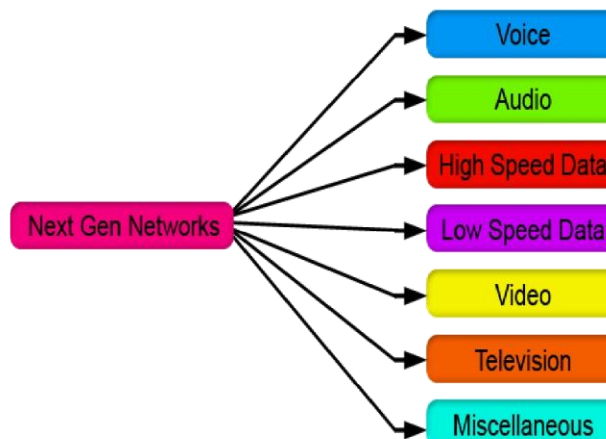 Voice
Audio
High Speed Data
Next Gen Networks
Low Speed Data
Video
Television
Miscellaneous